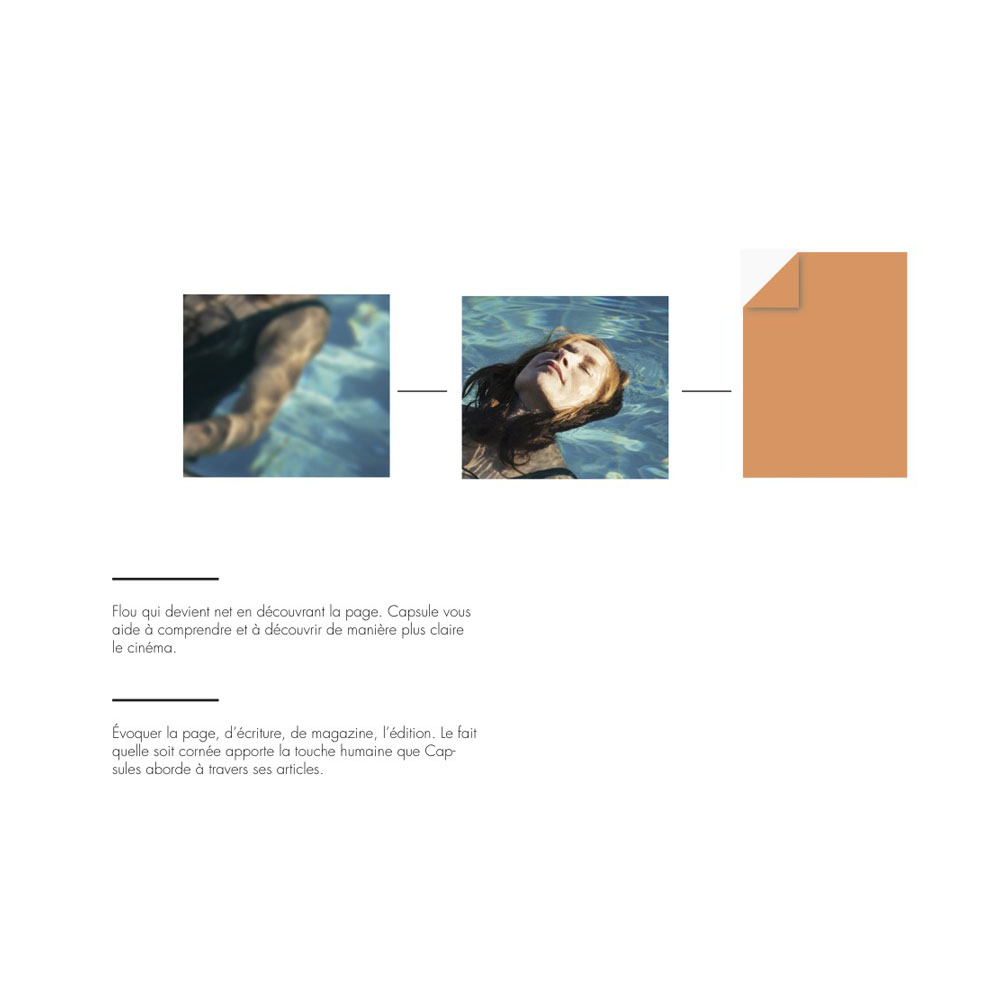 Flou qui devient net en découvrant la page. Capsule vous
aide à comprendre et à découvrir de manière plus claire
le cinéma.
Évoquer la page, d’écriture, de magazine, l’édition. Le fait
quelle soit cornée apporte la touche humaine que Cap-
sules aborde à travers ses articles.